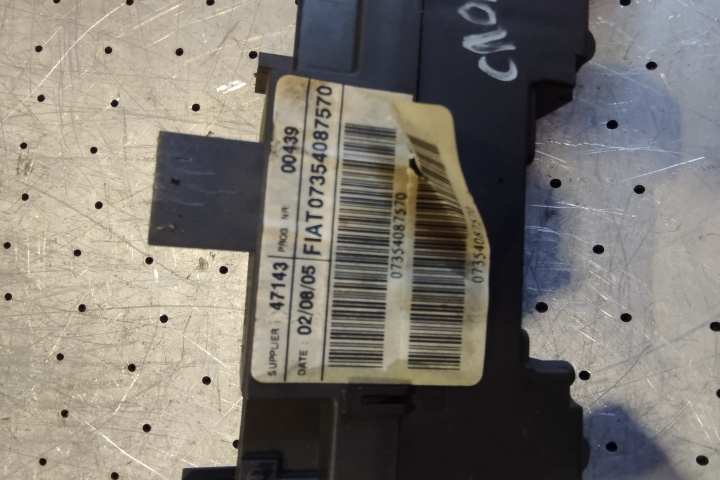 SUPPLIER : 47143 PROD. NR: 00439
DATE : 02/08/05 FIAT 07354087570
07354087570